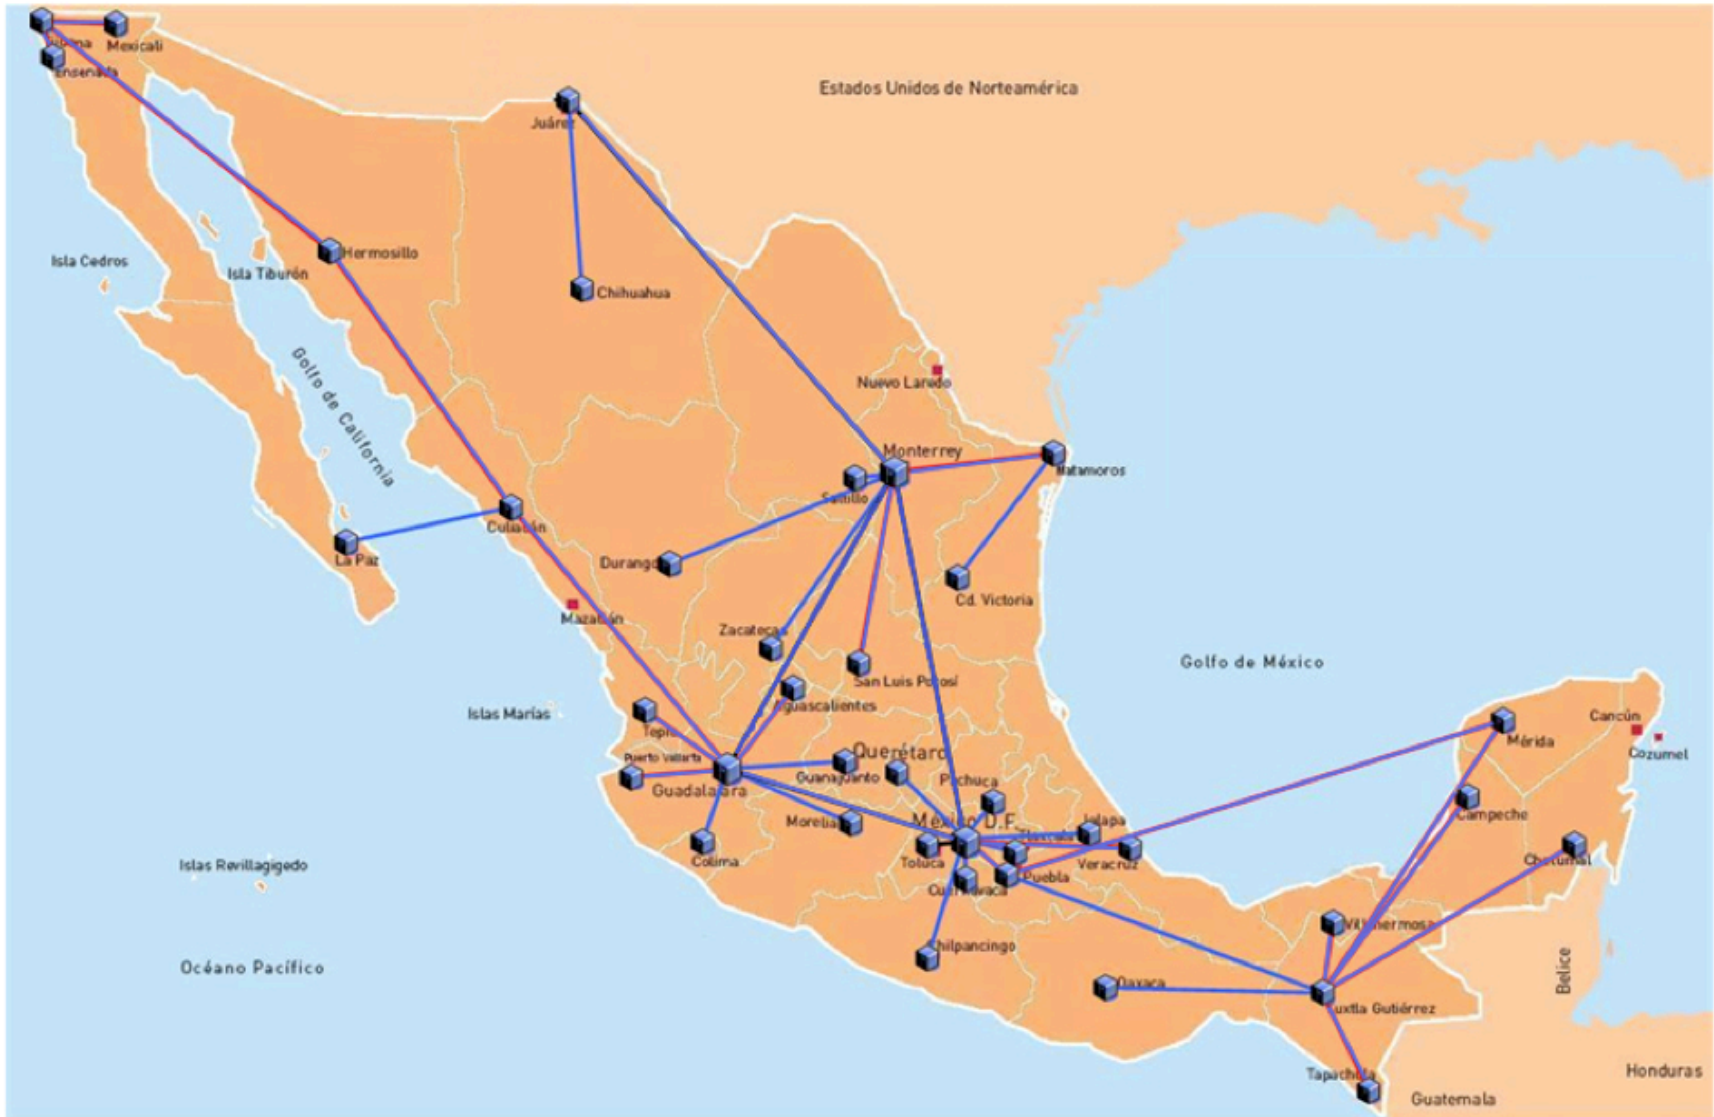 Mexicali
Ensenada
Estados Unidos de Norteamérica
Juárez
Isla Cedros
Isla Tiburón
Hermosillo
Chihuahua
Golfo de California
Nuevo Laredo
Monterrey
Matamoros
Saltillo
Culiacán
La Paz
Durango
Cd. Victoria
Mazatlán
Zacatecas
Golfo de México
San Luis Potosí
Aguascalientes
Islas Marías
Tepic
Cancún
Mérida
Cozumel
Puerto Vallarta
Querétaro
Guanajuato
Pachuca
Guadalajara
México D.F.
Morelia
Jalapa
Tlaxcala
Campeche
Colima
Toluca
Veracruz
Chetumal
Islas Revillagigedo
Puebla
Cuernavaca
Villahermosa
Chilpancingo
Océano Pacífico
Belice
Oaxaca
Tuxtla Gutiérrez
Tapachula
Honduras
Guatemala